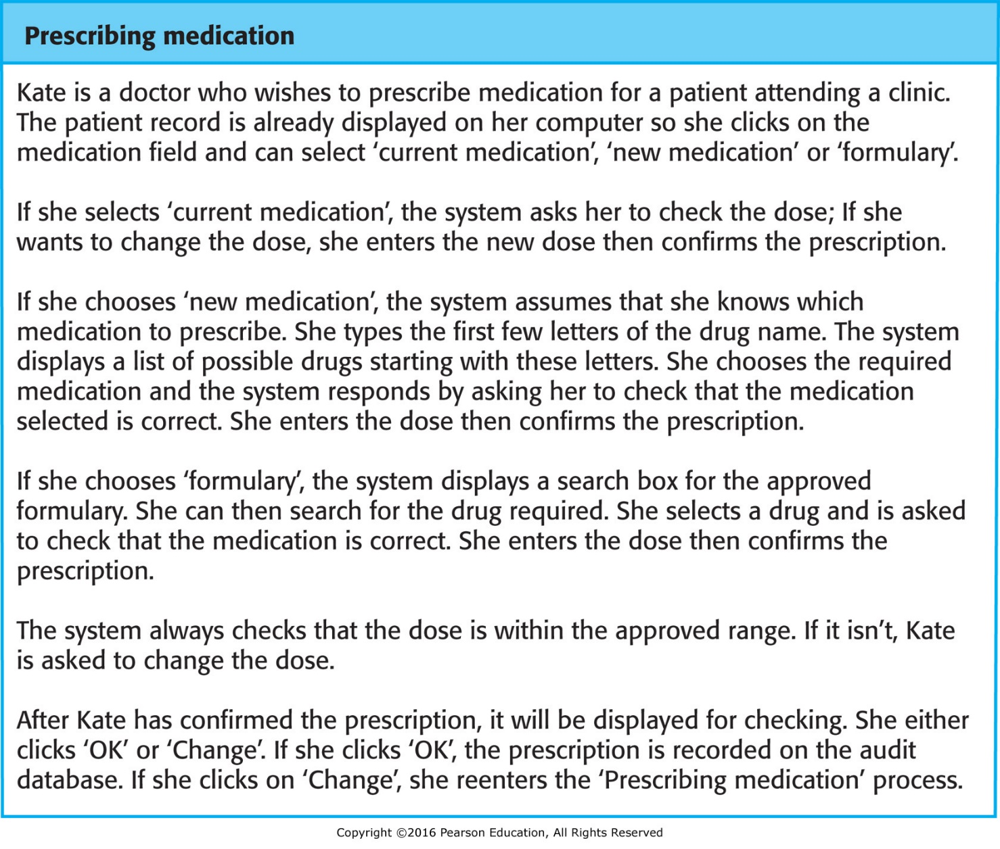 Prescribing medication
Kate is a doctor who wishes to prescribe medication for a patient attending a clinic.
The patient record is already displayed on her computer so she clicks on the
medication field and can select ‘current medication’, ‘new medication’ or ‘formulary’.
If she selects ‘current medication’, the system asks her to check the dose; If she
wants to change the dose, she enters the new dose then confirms the prescription.
If she chooses ‘new medication’, the system assumes that she knows which
medication to prescribe. She types the first few letters of the drug name. The system
displays a list of possible drugs starting with these letters. She chooses the required
medication and the system responds by asking her to check that the medication
selected is correct. She enters the dose then confirms the prescription.
If she chooses ‘formulary’, the system displays a search box for the approved
formulary. She can then search for the drug required. She selects a drug and is asked
to check that the medication is correct. She enters the dose then confirms the
prescription.
The system always checks that the dose is within the approved range. If it isn’t, Kate
is asked to change the dose.
After Kate has confirmed the prescription, it will be displayed for checking. She either
clicks ‘OK’ or ‘Change’. If she clicks ‘OK’, the prescription is recorded on the audit
database. If she clicks on ‘Change’, she reenters the ‘Prescribing medication’ process.
Copyright ©2016 Pearson Education, All Rights Reserved